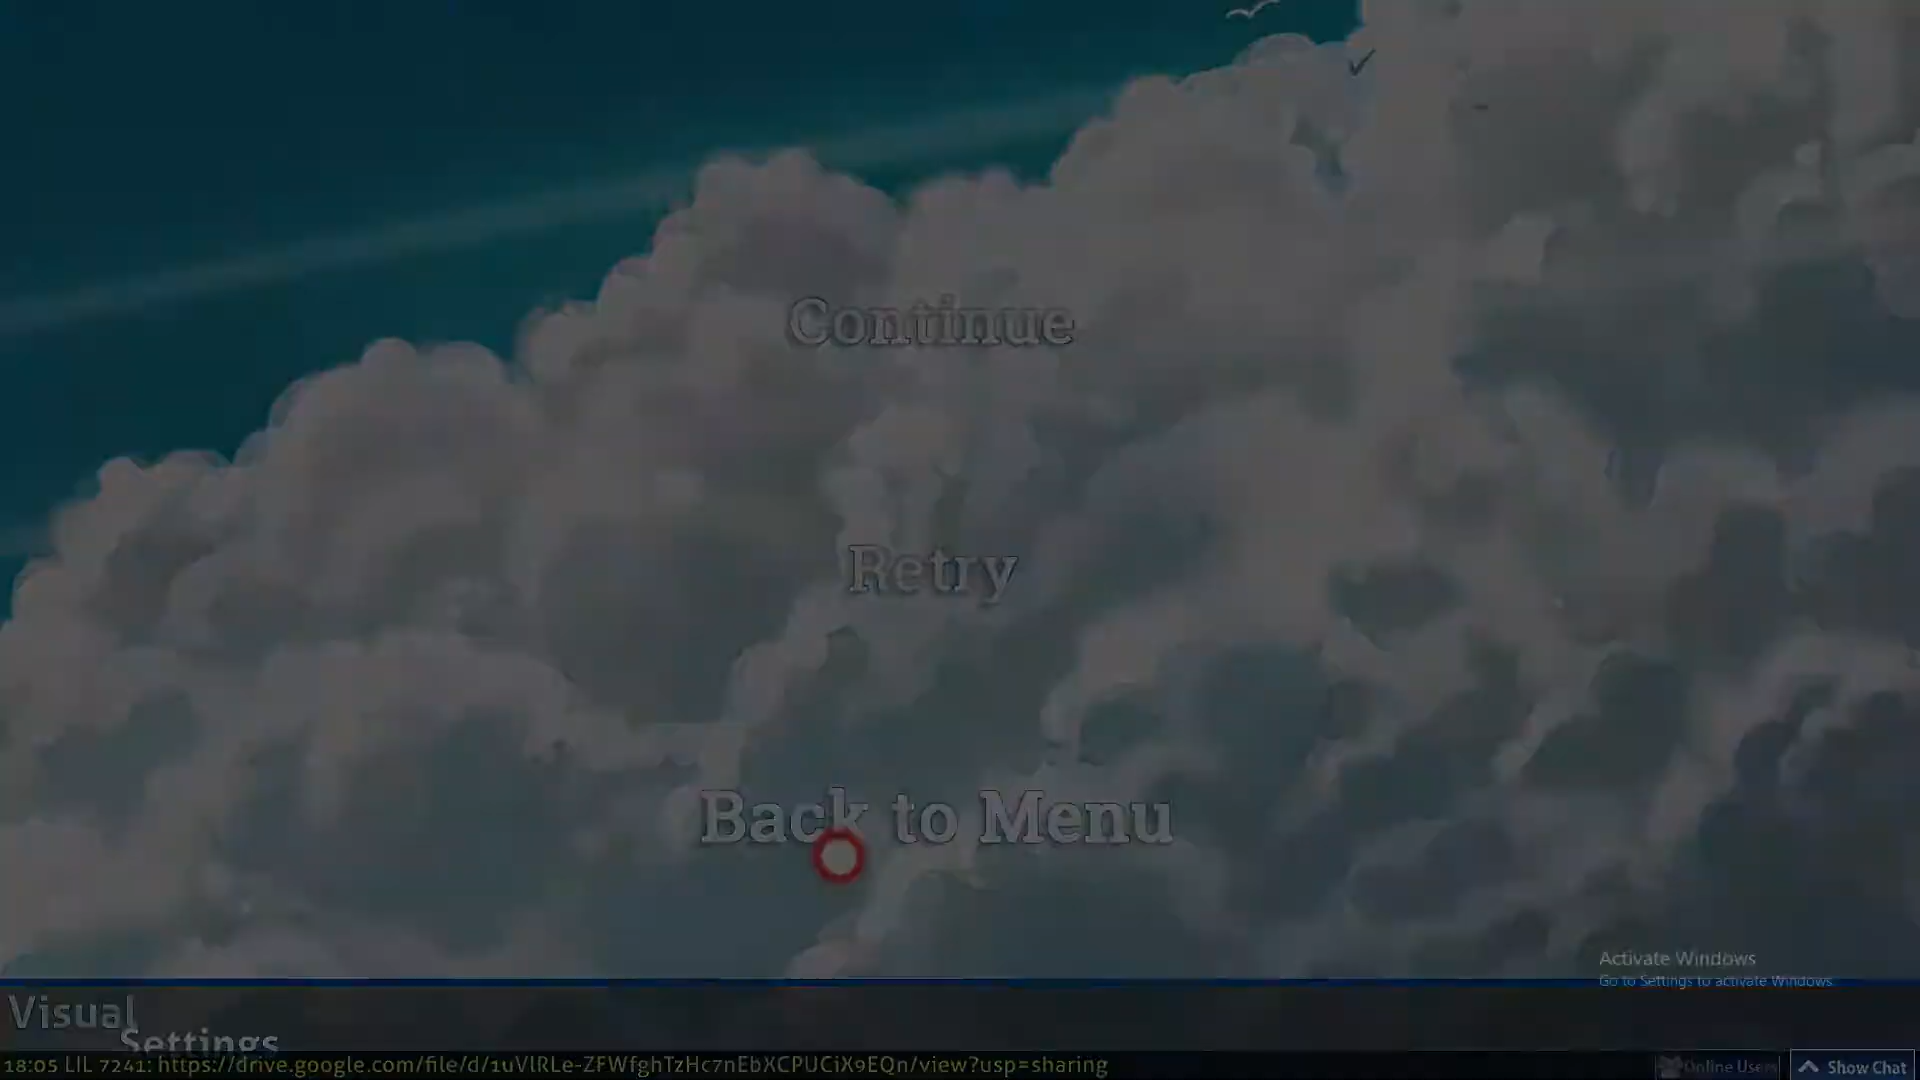 Continue
Retry
Back to Menu
Activate Windows
Go to Settings to activate Windows.
Visual
Settings
18:05 LIL 7241: https://drive.google.com/file/d/1uVlRLe-ZFWfghTzHc7nEbXCPUCiX9EQn/view?usp=sharing
Online Users
Show Chat